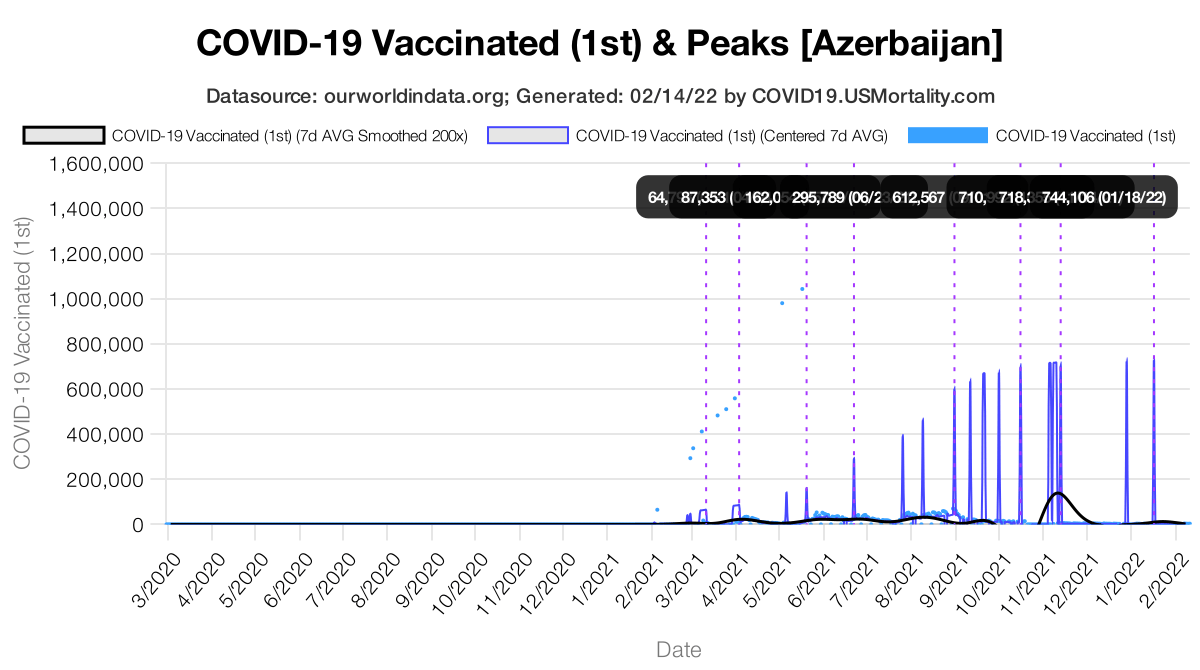 COVID-19 Vaccinated (1st) & Peaks [Azerbaijan]
Datasource: ourworldindata.org; Generated: 02/14/22 by COVID19.USMortality.com
COVID-19 Vaccinated (1st) (7d AVG Smoothed 200x) COVID-19 Vaccinated (1st) (Centered 7d AVG) COVID-19 Vaccinated (1st)
COVID-19 Vaccinated (1st)
1,600,000
1,400,000
1,200,000
1,000,000
800,000
600,000
400,000
200,000
0
87,353 295,789 612,567 744,106 (01/18/22)
3/2020 4/2020 5/2020 6/2020 7/2020 8/2020 9/2020 10/2020 11/2020 12/2020 1/2021 2/2021 3/2021 4/2021 5/2021 6/2021 7/2021 8/2021 9/2021 10/2021 11/2021 12/2021 1/2022 2/2022
Date